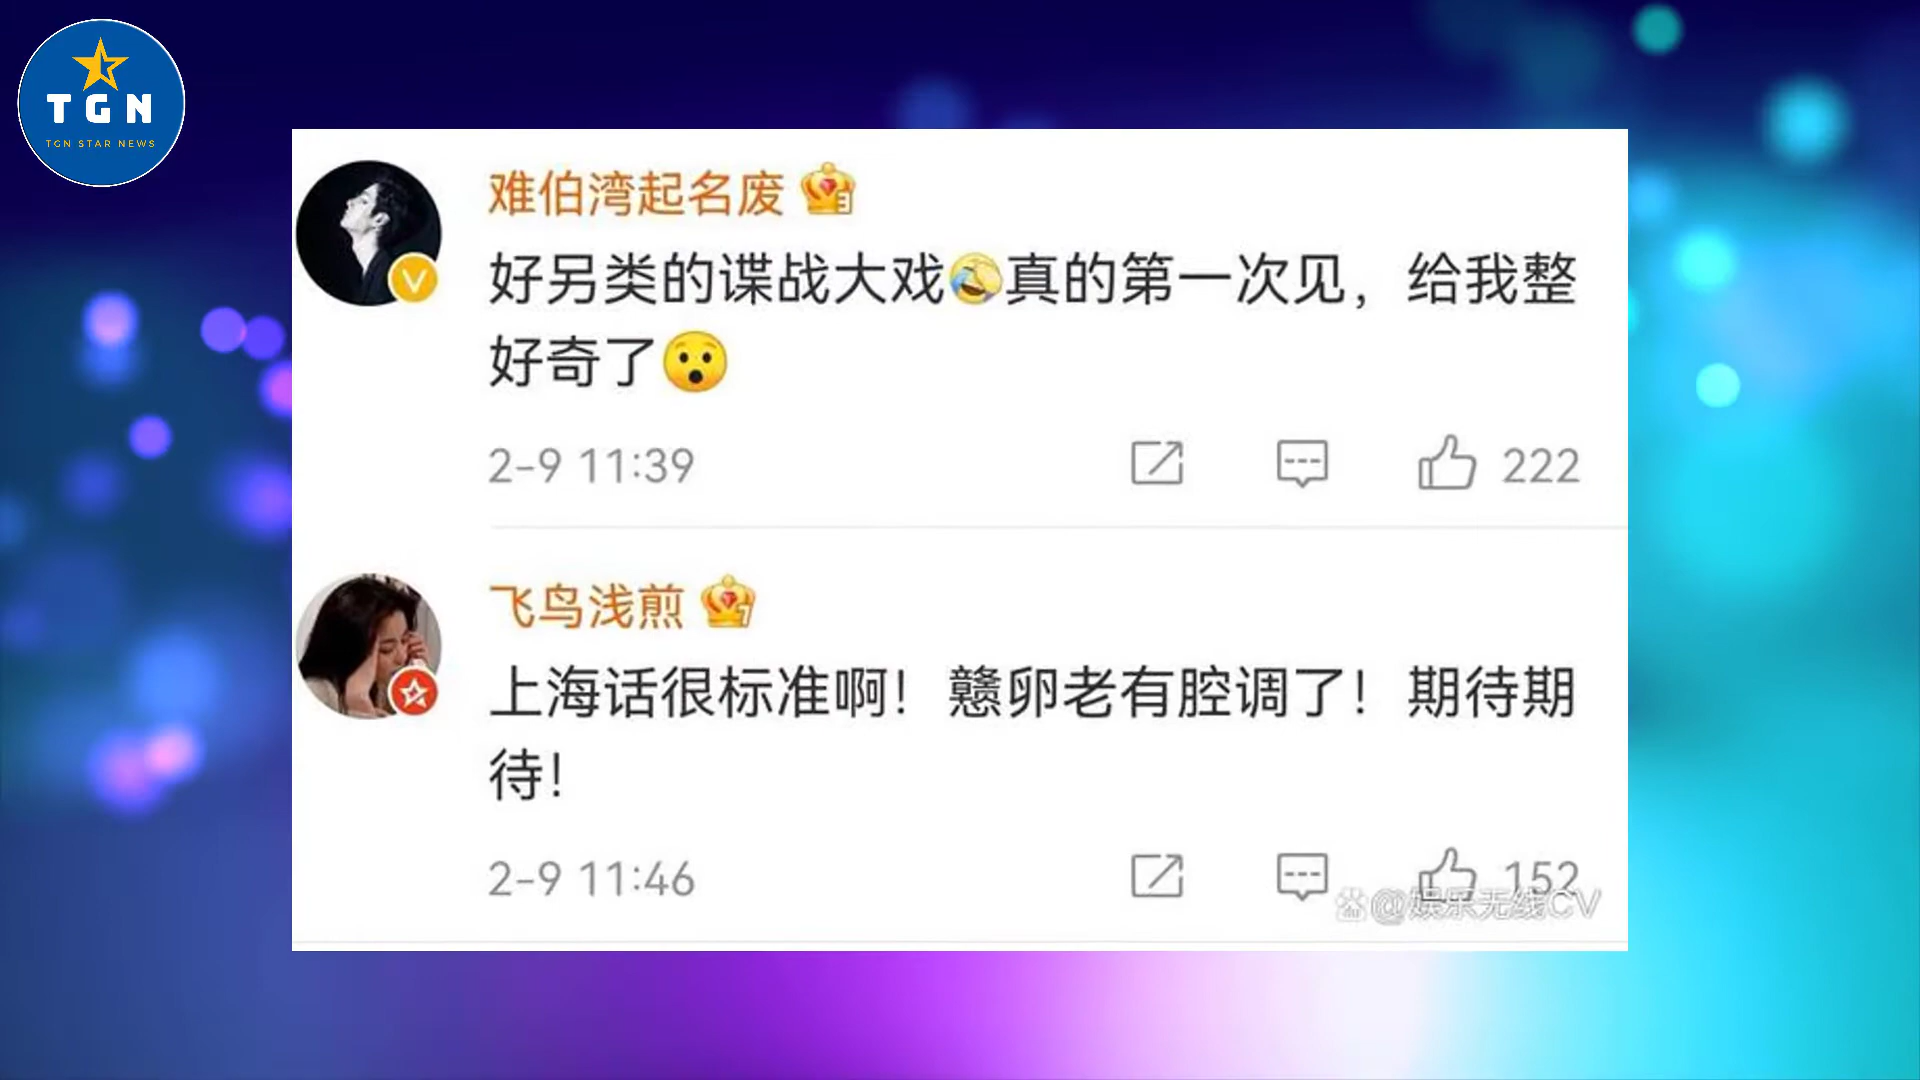 TGN
TGN STAR NEWS
难伯湾起名废
好另类的谍战大戏🤣真的第一次见，给我整
好奇了😯
2-9 11:39
222
飞鸟浅煎
上海话很标准啊！戆卵老有腔调了！期待期
待！
2-9 11:46
152
@娱乐无线CV